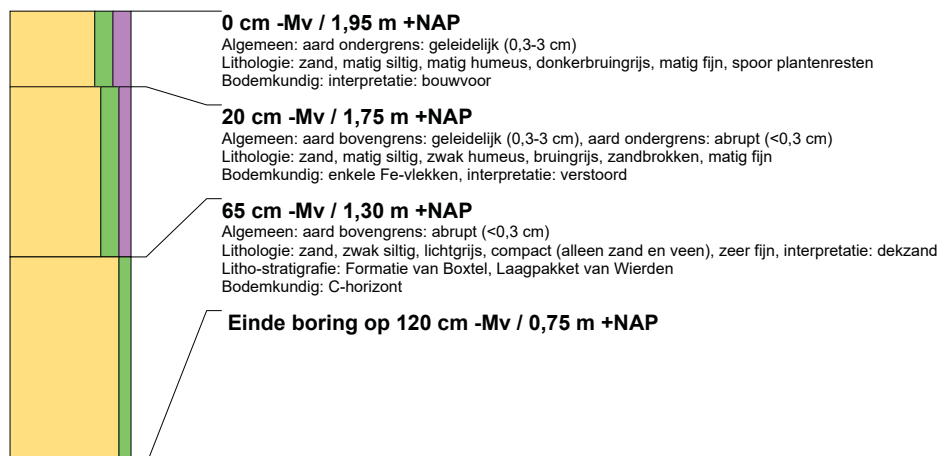 0 cm -Mv / 1,95 m +NAP
Algemeen: aard ondergrens: geleidelijk (0,3-3 cm)
Lithologie: zand, matig siltig, matig humeus, donkerbruingrijs, matig fijn, spoor plantenresten
Bodemkundig: interpretatie: bouwvoor
20 cm -Mv / 1,75 m +NAP
Algemeen: aard bovengrens: geleidelijk (0,3-3 cm), aard ondergrens: abrupt (<0,3 cm)
Lithologie: zand, matig siltig, zwak humeus, bruingrijs, zandbrokken, matig fijn
Bodemkundig: enkele Fe-vlekken, interpretatie: verstoord
65 cm -Mv / 1,30 m +NAP
Algemeen: aard bovengrens: abrupt (<0,3 cm)
Lithologie: zand, zwak siltig, lichtgrijs, compact (alleen zand en veen), zeer fijn, interpretatie: dekzand
Litho-stratigrafie: Formatie van Boxtel, Laagpakket van Wierden
Bodemkundig: C-horizont
Einde boring op 120 cm -Mv / 0,75 m +NAP